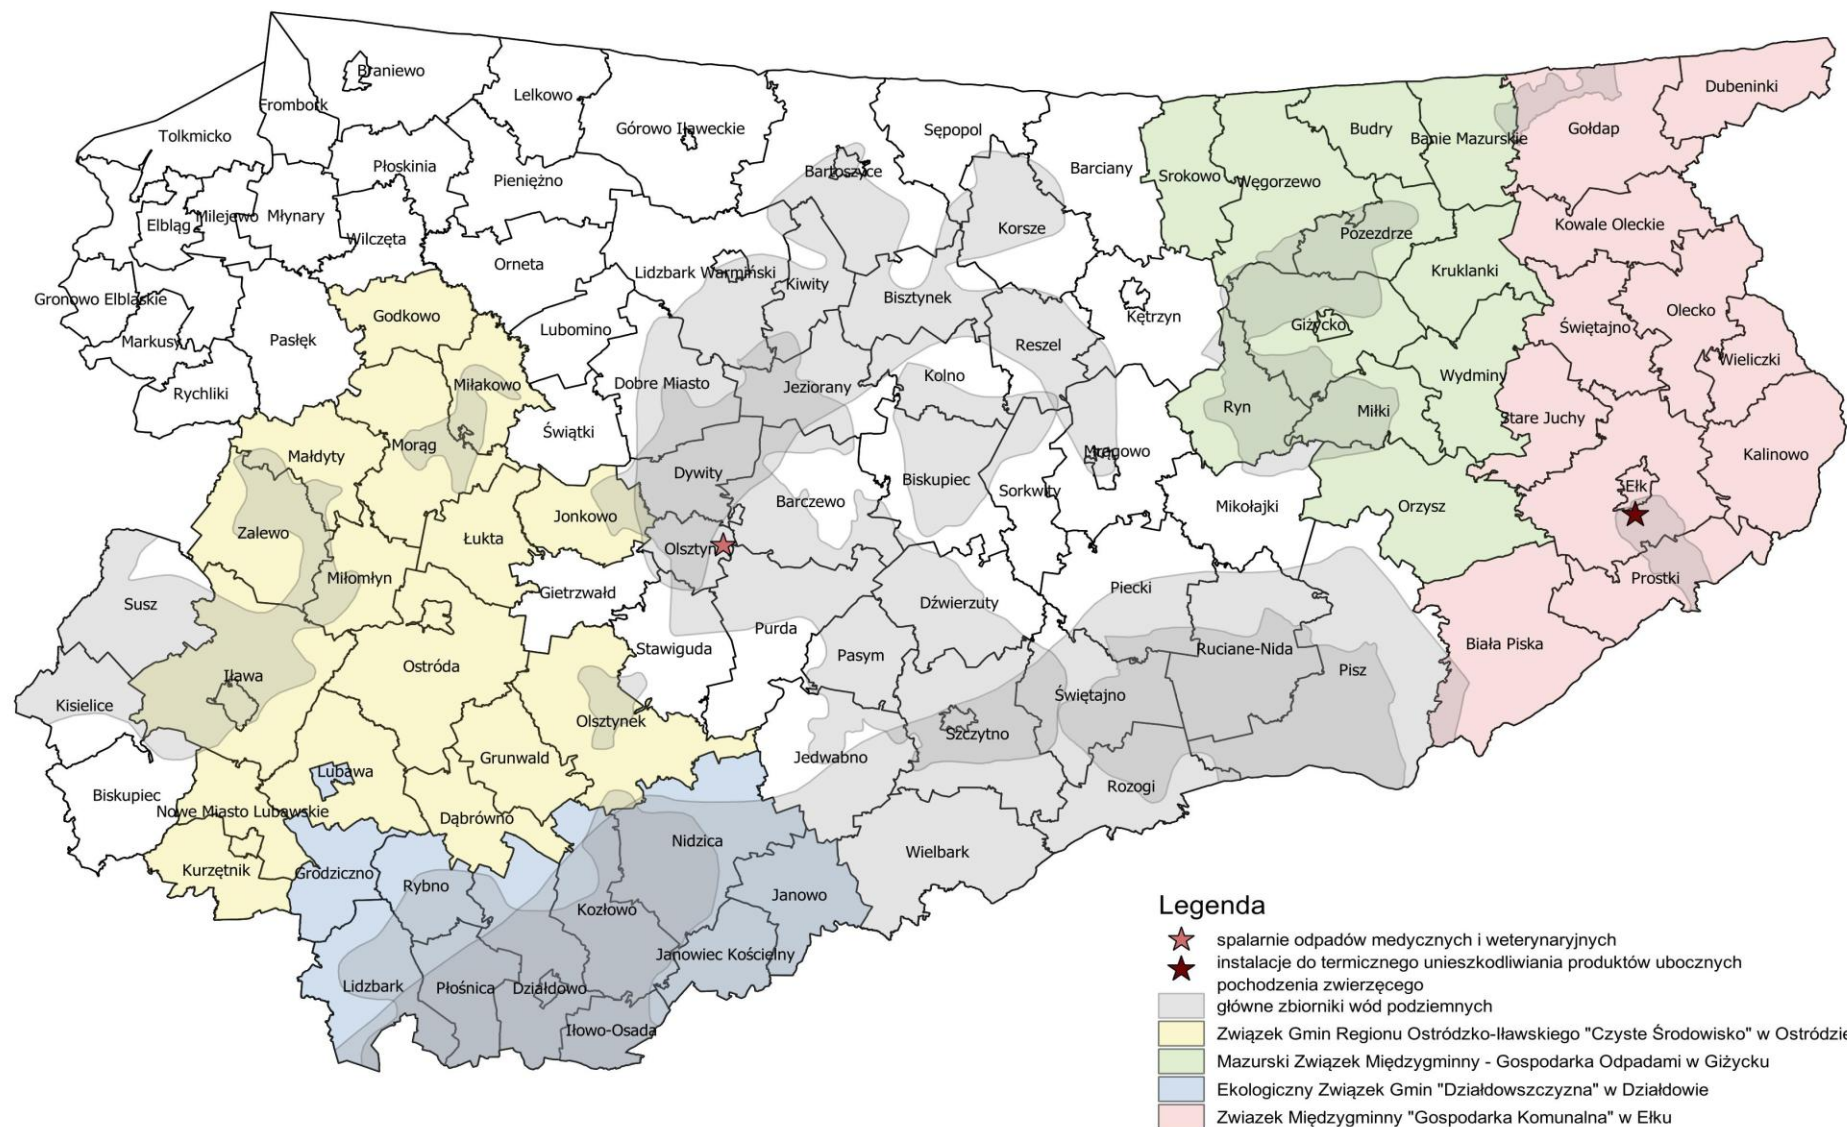 Braniewo
Lelkowo
Frombork
Górowo Iławeckie
Sępopol
Dubeninki
Tolkmicko
Budry
Banie Mazurskie
Gołdap
Płoskinia
Pieniężno
Bartoszyce
Barciany
Srokowo
Węgorzewo
Elbląg
Milejewo
Młynary
Wilczęta
Korsze
Pozezdrze
Kowale Oleckie
Orneta
Lidzbark Warmiński
Kiwity
Bisztynek
Kruklanki
Gronowo Elbląskie
Godkowo
Lubomino
Kętrzyn
Giżycko
Świętajno
Olecko
Markusy
Pasłęk
Reszel
Wieliczki
Rychliki
Miłakowo
Dobre Miasto
Jeziorany
Kolno
Wydminy
Ryn
Miłki
Stare Juchy
Świątki
Morąg
Małdyty
Mrągowo
Kalinowo
Dywity
Biskupiec
Sorkwity
Ełk
Zalewo
Łukta
Jonkowo
Barczewo
Mikołajki
Orzysz
Olsztyn
Miłomłyn
Gietrzwałd
Susz
Dźwierzuty
Piecki
Prostki
Purda
Stawiguda
Pasym
Ruciane-Nida
Biała Piska
Ostróda
Iława
Świętajno
Pisz
Kisielice
Olsztynek
Szczytno
Grunwald
Jedwabno
Lubawa
Rozogi
Biskupiec
Nowe Miasto Lubawskie
Dąbrówno
Nidzica
Wielbark
Kurzętnik
Grodziczno
Rybno
Janowo
Kozłowo
Janowiec Kościelny
Lidzbark
Płośnica
Działdowo
Iłowo-Osada
Legenda
spalarnie odpadów medycznych i weterynaryjnych
instalacje do termicznego unieszkodliwiania produktów ubocznych
pochodzenia zwierzęcego
główne zbiorniki wód podziemnych
Związek Gmin Regionu Ostródzko-Iławskiego "Czyste Środowisko" w Ostródzie
Mazurski Związek Międzygminny - Gospodarka Odpadami w Giżycku
Ekologiczny Związek Gmin "Działdowszczyzna" w Działdowie
Zwiazek Międzygminny "Gospodarka Komunalna" w Ełku